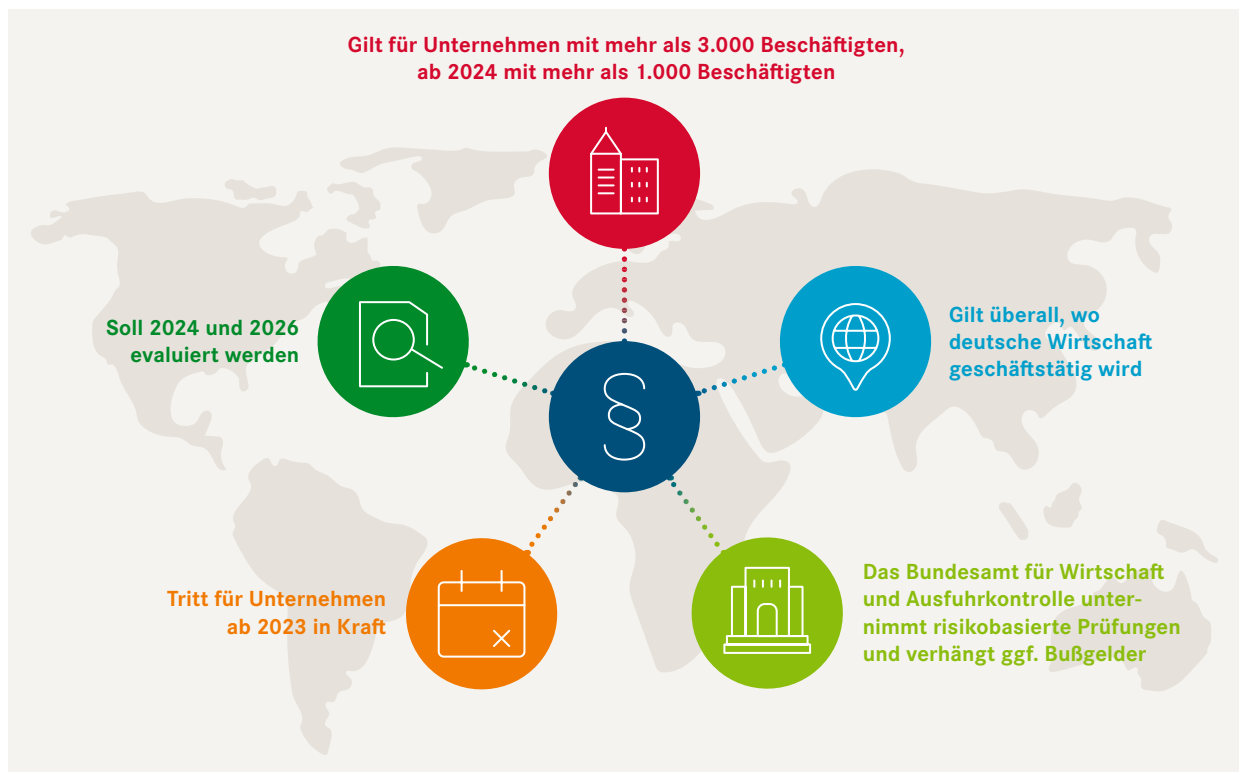 Gilt für Unternehmen mit mehr als 3.000 Beschäftigten,
ab 2024 mit mehr als 1.000 Beschäftigten
Soll 2024 und 2026
evaluiert werden
Gilt überall, wo
deutsche Wirtschaft
geschäftstätig wird
§
Tritt für Unternehmen
ab 2023 in Kraft
Das Bundesamt für Wirtschaft
und Ausfuhrkontrolle unter-
nimmt risikobasierte Prüfungen
und verhängt ggf. Bußgelder